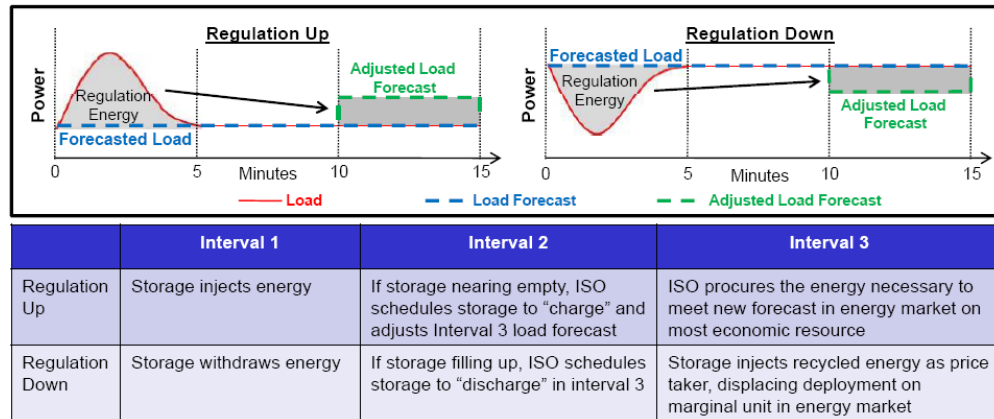 Regulation Up
Regulation Down
Power
Regulation
Energy
Forecasted Load
Adjusted Load
Forecast
0
5
Minutes
10
15
Power
Forecasted Load
Regulation
Energy
Adjusted Load
Forecast
0
5
Minutes
10
15
Load
Load Forecast
Adjusted Load Forecast
Interval 1
Interval 2
Interval 3
Regulation
Up
Storage injects energy
If storage nearing empty, ISO
schedules storage to “charge” and
adjusts Interval 3 load forecast
ISO procures the energy necessary to
meet new forecast in energy market on
most economic resource
Regulation
Down
Storage withdraws energy
If storage filling up, ISO schedules
storage to “discharge” in interval 3
Storage injects recycled energy as price
taker, displacing deployment on
marginal unit in energy market